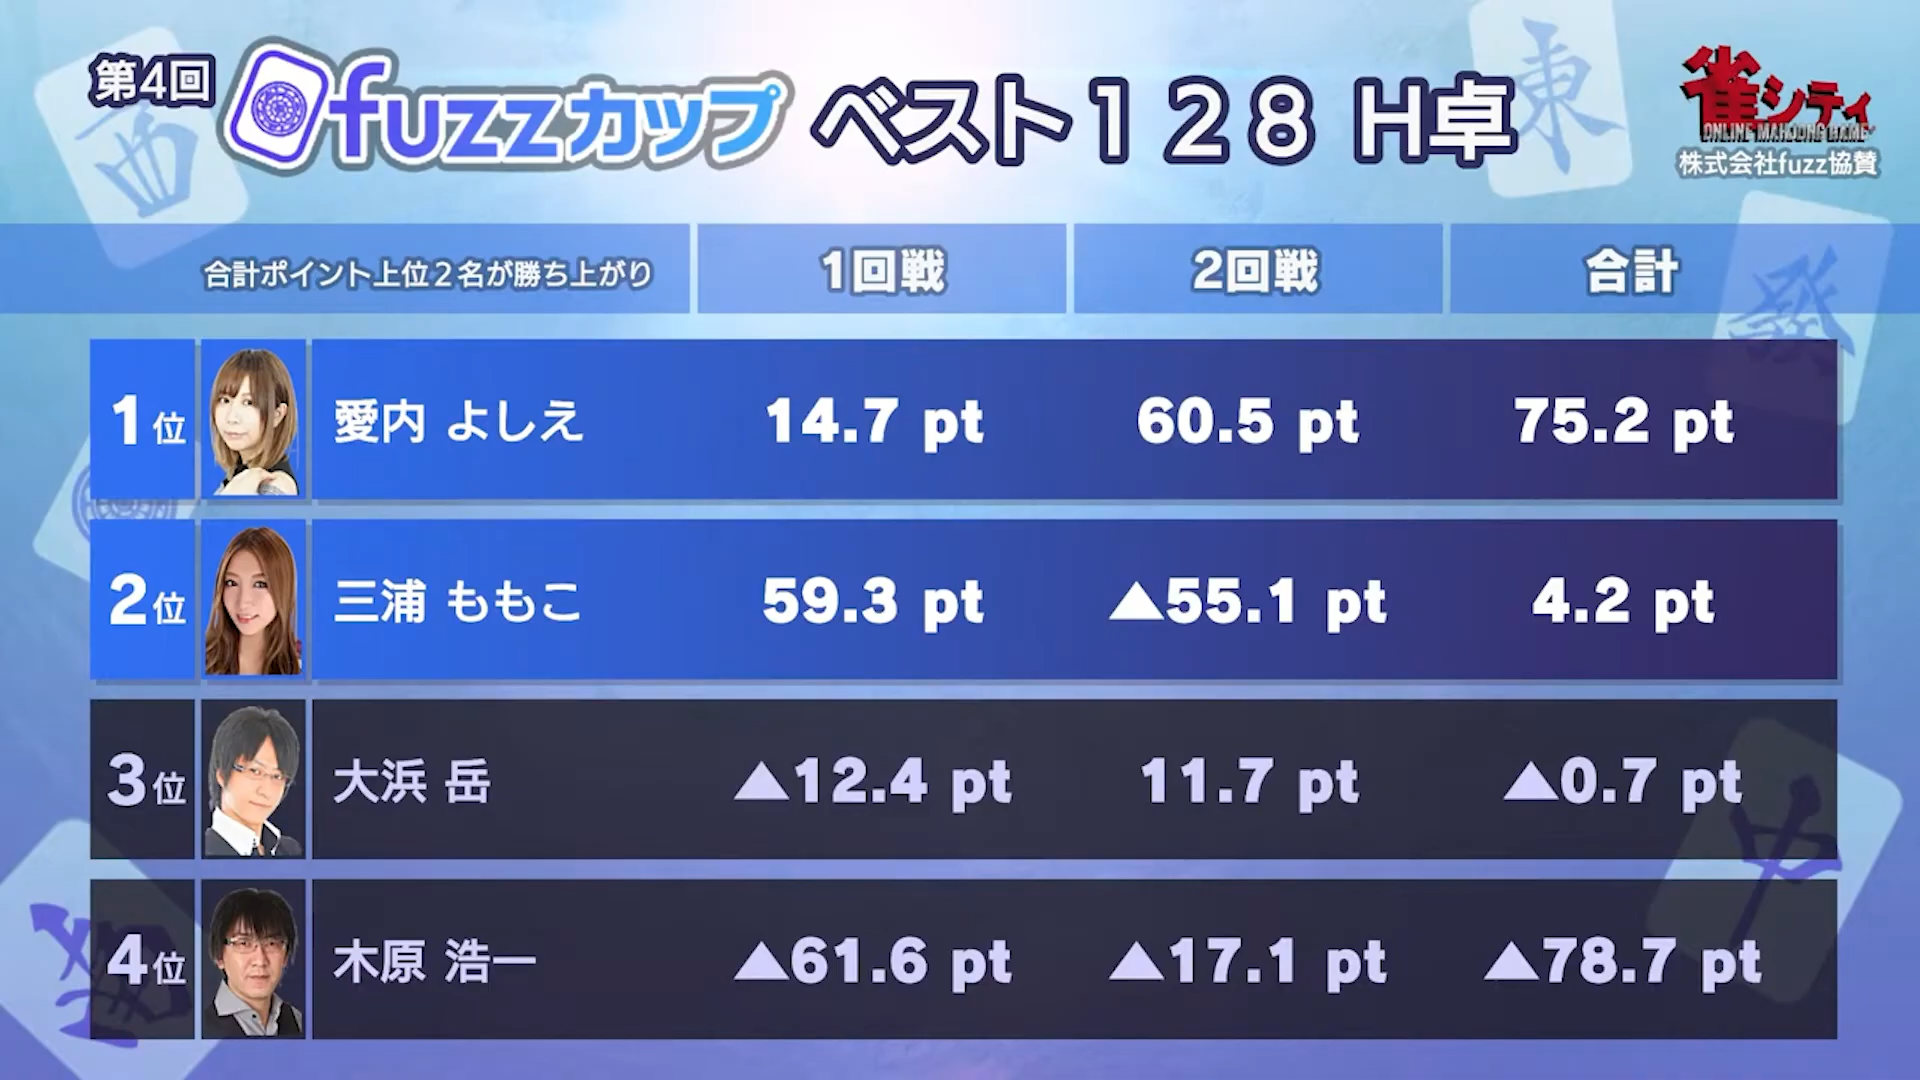 第4回 fuzzカップ ベスト128 H卓
雀シティ
ONLINE MAHJONG GAME
株式会社fuzz協賛
合計ポイント上位2名が勝ち上がり 1回戦 2回戦 合計
1位 愛内 よしえ 14.7 pt 60.5 pt 75.2 pt
2位 三浦 ももこ 59.3 pt ▲55.1 pt 4.2 pt
3位 大浜 岳 ▲12.4 pt 11.7 pt ▲0.7 pt
4位 木原 浩一 ▲61.6 pt ▲17.1 pt ▲78.7 pt
西
東
發
中